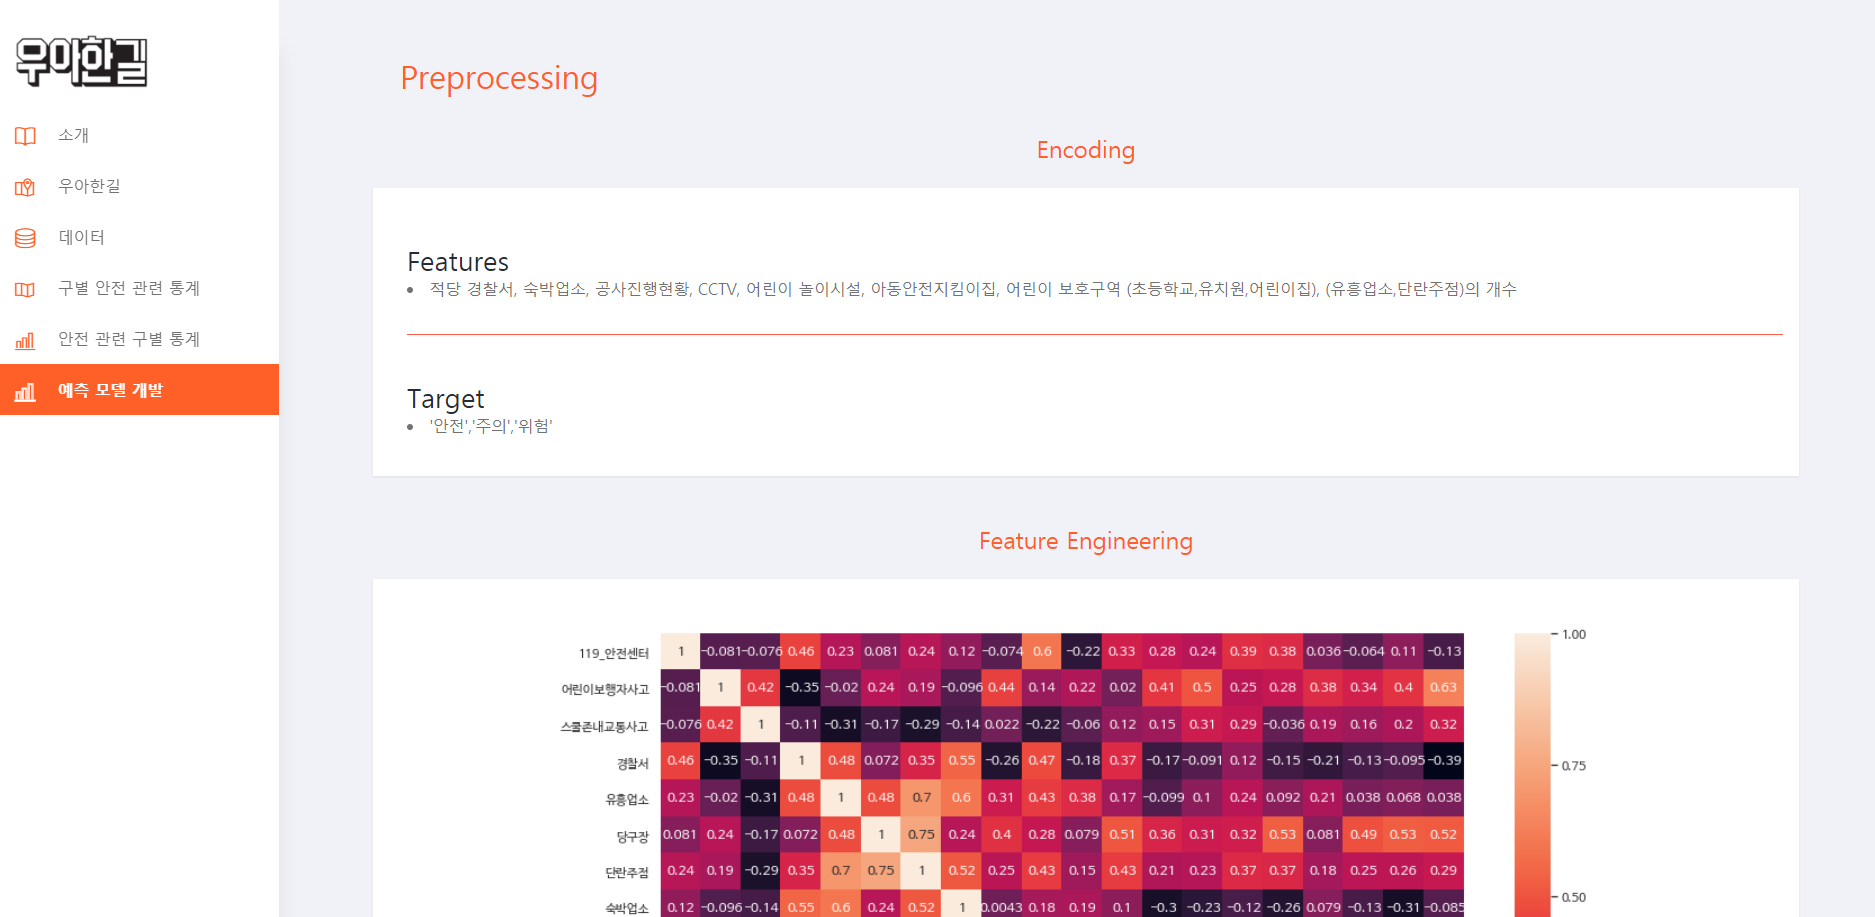 우아한길
소개
우아한길
데이터
구별 안전 관련 통계
안전 관련 구별 통계
예측 모델 개발
Preprocessing
Encoding
Features
적당 경찰서, 숙박업소, 공사진행현황, CCTV, 어린이 놀이시설, 아동안전지킴이집, 어린이 보호구역 (초등학교,유치원,어린이집), (유흥업소,단란주점)의 개수
Target
'안전','주의','위험'
Feature Engineering
119_안전센터 1 −0.081 −0.076 0.46 0.23 0.081 0.24 0.12 −0.074 0.6 −0.22 0.33 0.28 0.24 0.39 0.38 0.036 −0.064 0.11 −0.13
어린이보행자사고 −0.081 1 0.42 −0.35 −0.02 0.24 0.19 −0.096 0.44 0.14 0.22 0.02 0.41 0.5 0.25 0.28 0.38 0.34 0.4 0.63
스쿨존내교통사고 −0.076 0.42 1 −0.11 −0.31 −0.17 −0.29 −0.14 0.022 −0.22 −0.06 0.12 0.15 0.31 0.29 −0.036 0.19 0.16 0.2 0.32
경찰서 0.46 −0.35 −0.11 1 0.48 0.072 0.35 0.55 −0.26 0.47 −0.18 0.37 −0.17 −0.091 0.12 −0.15 −0.21 −0.13 −0.095 −0.39
유흥업소 0.23 −0.02 −0.31 0.48 1 0.48 0.7 0.6 0.31 0.43 0.38 0.17 −0.099 0.1 0.24 0.092 0.21 0.038 0.068 0.038
당구장 0.081 0.24 −0.17 0.072 0.48 1 0.75 0.24 0.4 0.28 0.079 0.51 0.36 0.31 0.32 0.53 0.081 0.49 0.53 0.52
단란주점 0.24 0.19 −0.29 0.35 0.7 0.75 1 0.52 0.25 0.43 0.15 0.43 0.21 0.23 0.37 0.37 0.18 0.25 0.26 0.29
숙박업소 0.12 −0.096 −0.14 0.55 0.6 0.24 0.52 1 0.0043 0.18 0.19 0.1 −0.3 −0.23 −0.12 −0.26 0.079 −0.13 −0.31 −0.085
1.00
0.75
0.50